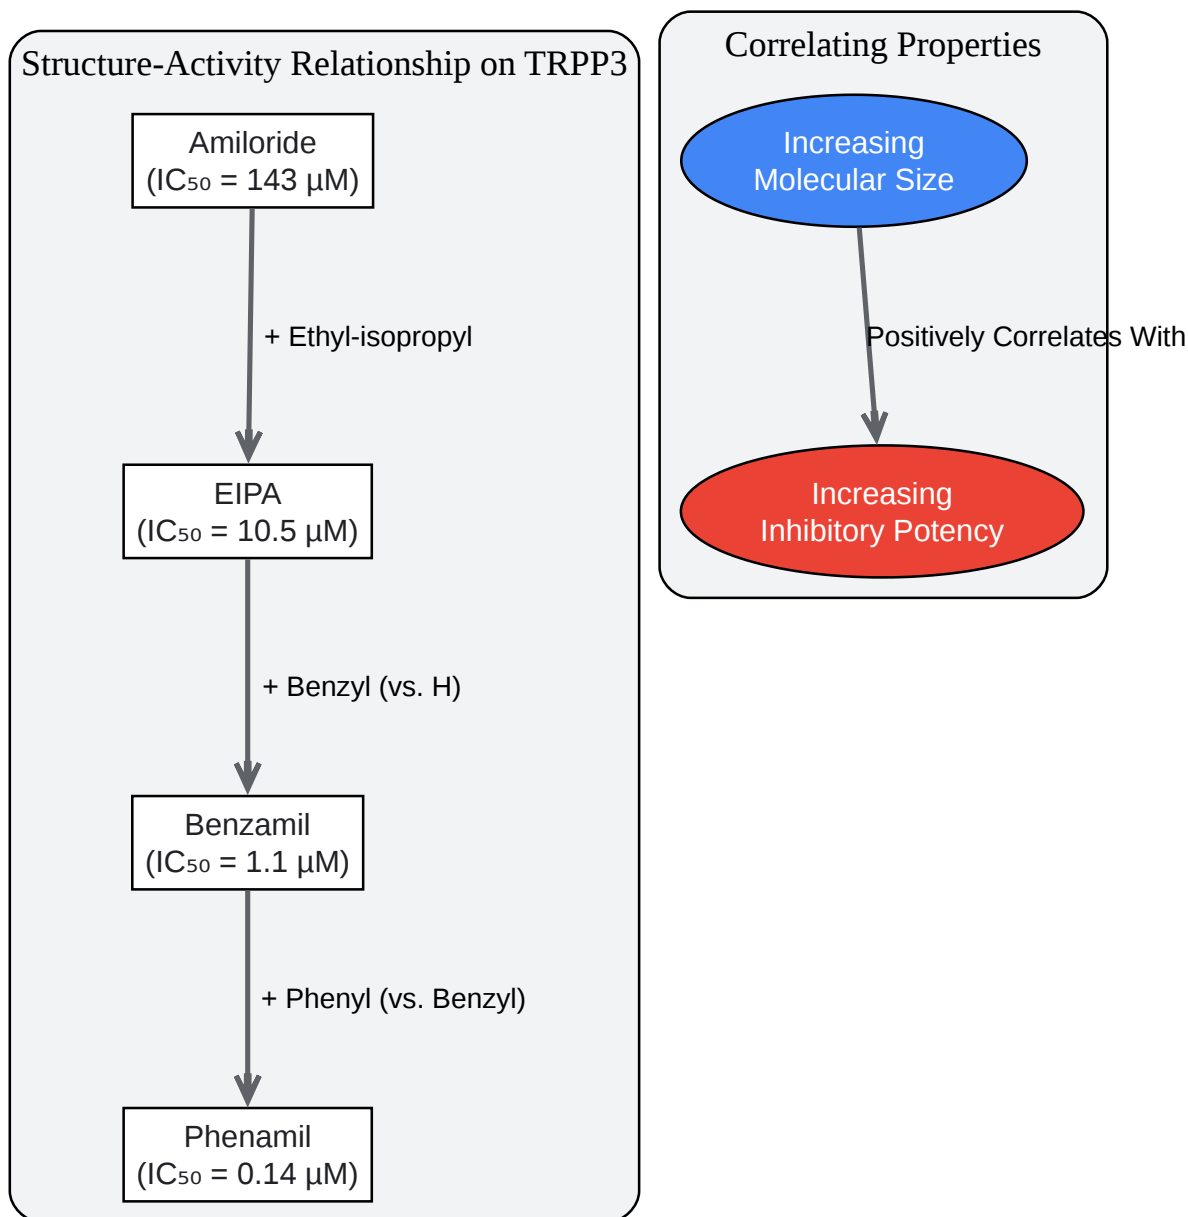 Structure-Activity Relationship on TRPP3
Amiloride
(IC₅₀ = 143 µM)
+ Ethyl-isopropyl
EIPA
(IC₅₀ = 10.5 µM)
+ Benzyl (vs. H)
Benzamil
(IC₅₀ = 1.1 µM)
+ Phenyl (vs. Benzyl)
Phenamil
(IC₅₀ = 0.14 µM)
Correlating Properties
Increasing
Molecular Size
Positively Correlates With
Increasing
Inhibitory Potency